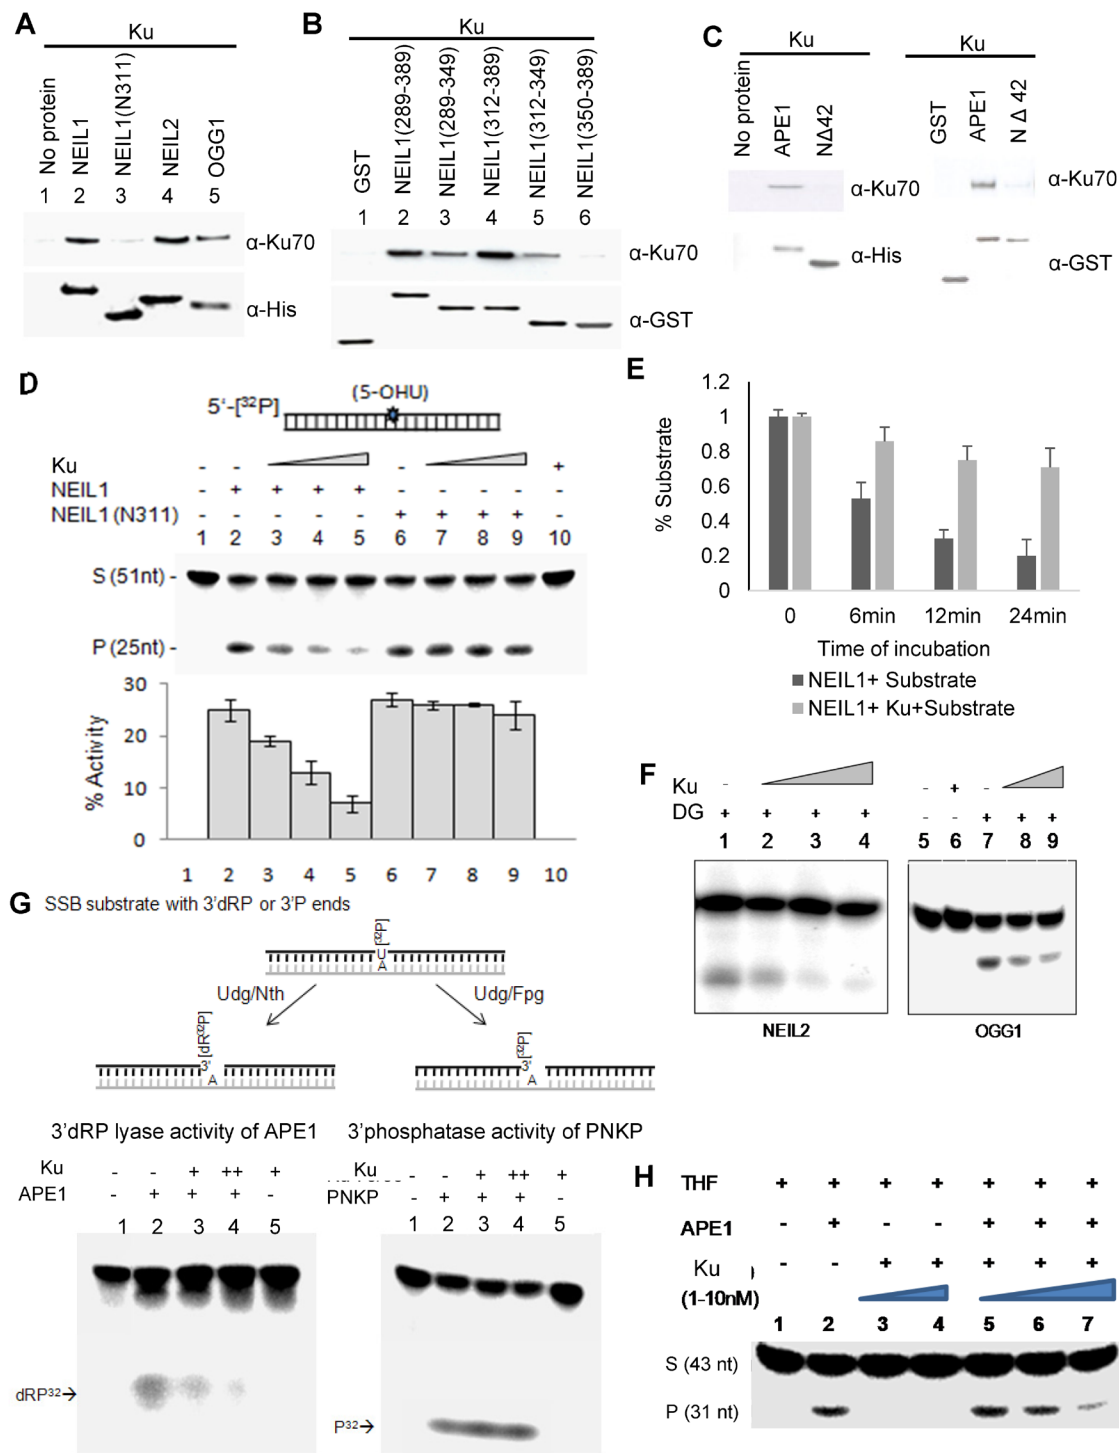 A
Ku
No protein
NEIL1
NEIL1(N311)
NEIL2
OGG1
1 2 3 4 5
α-Ku70
α-His
B
Ku
GST
NEIL1(289-389)
NEIL1(289-349)
NEIL1(312-389)
NEIL1(312-349)
NEIL1(350-389)
1 2 3 4 5 6
α-Ku70
α-GST
C
Ku
No protein
APE1
NΔ42
α-Ku70
α-His
Ku
GST
APE1
N Δ 42
α-Ku70
α-GST
D
(5-OHU)
5'-[³²P]
Ku - - - +
NEIL1 - + + + + - - - - -
NEIL1 (N311) - - - - - + + + + -
1 2 3 4 5 6 7 8 9 10
S (51nt) -
P (25nt) -
30
20
10
0
% Activity
1 2 3 4 5 6 7 8 9 10
E
1.2
1
0.8
0.6
0.4
0.2
0
% Substrate
0 6min 12min 24min
Time of incubation
NEIL1+ Substrate
NEIL1+ Ku+Substrate
F
Ku -
DG + + + +
1 2 3 4
NEIL2
- + -
- - + + +
5 6 7 8 9
OGG1
G SSB substrate with 3'dRP or 3'P ends
[³²P]
U
A
Udg/Nth
Udg/Fpg
[dR³²P]
3'
A
[³²P]
3'
A
3'dRP lyase activity of APE1
Ku - - + ++ +
APE1 - + + + -
1 2 3 4 5
dRP³²→
3'phosphatase activity of PNKP
Ku - - + ++ +
PNKP - + + + -
1 2 3 4 5
P³²→
H
THF + + + + + + +
APE1 - + - - + + +
Ku - - + + + + +
(1-10nM)
1 2 3 4 5 6 7
S (43 nt)
P (31 nt)